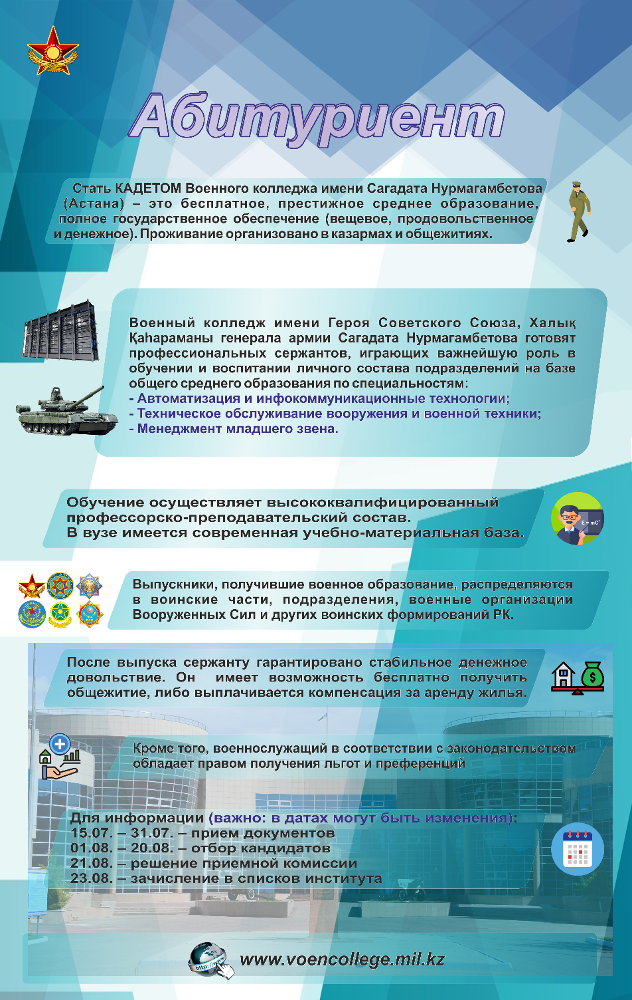 Абитуриент
Стать КАДЕТОМ Военного колледжа имени Сагадата Нурмагамбетова
(Астана) – это бесплатное, престижное среднее образование,
полное государственное обеспечение (вещевое, продовольственное
и денежное). Проживание организовано в казармах и общежитиях.
Военный колледж имени Героя Советского Союза, Халық
Қаһараманы генерала армии Сагадата Нурмагамбетова готовят
профессиональных сержантов, играющих важнейшую роль в
обучении и воспитании личного состава подразделений на базе
общего среднего образования по специальностям:
- Автоматизация и инфокоммуникационные технологии;
- Техническое обслуживание вооружения и военной техники;
- Менеджмент младшего звена.
Обучение осуществляет высококвалифицированный
профессорско-преподавательский состав.
В вузе имеется современная учебно-материальная база.
E = mC²
Выпускники, получившие военное образование, распределяются
в воинские части, подразделения, военные организации
Вооруженных Сил и других воинских формирований РК.
После выпуска сержанту гарантировано стабильное денежное
довольствие. Он имеет возможность бесплатно получить
общежитие, либо выплачивается компенсация за аренду жилья.
$
Кроме того, военнослужащий в соответствии с законодательством
обладает правом получения льгот и преференций
Для информации (важно: в датах могут быть изменения):
15.07. – 31.07. – прием документов
01.08. – 20.08. – отбор кандидатов
21.08. – решение приемной комиссии
23.08. – зачисление в списков института
http://www
www.voencollege.mil.kz